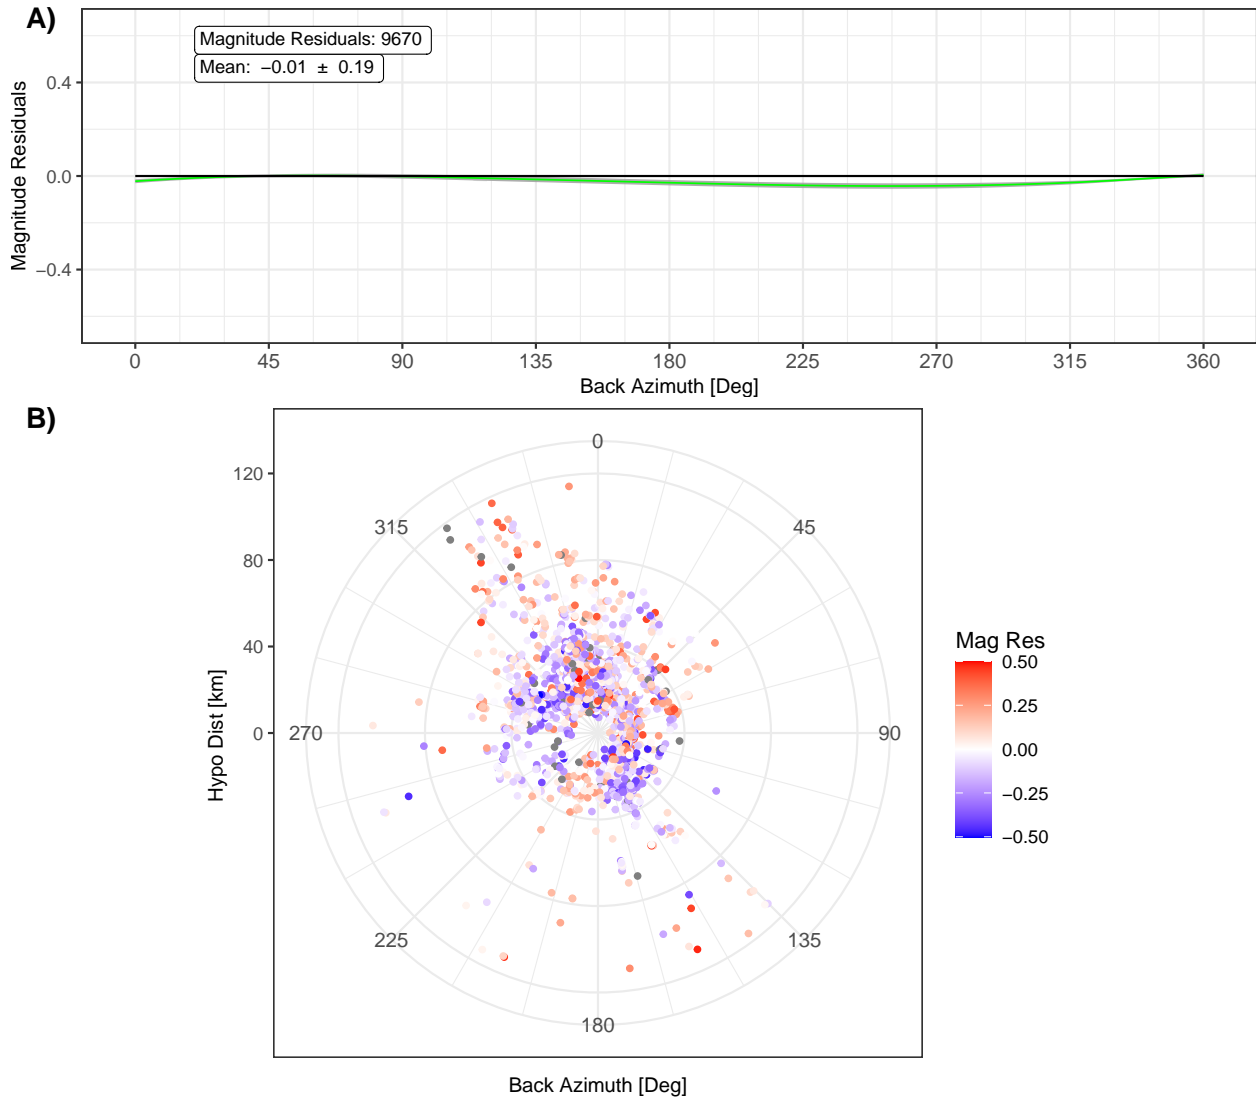 A)
Magnitude Residuals: 9670
Mean:  −0.01  ±  0.19
Magnitude Residuals
0.4
0.0
−0.4
0 45 90 135 180 225 270 315 360
Back Azimuth [Deg]
B)
Hypo Dist [km]
120
80
40
0
0
45
90
135
180
225
270
315
Back Azimuth [Deg]
Mag Res
0.50
0.25
0.00
−0.25
−0.50